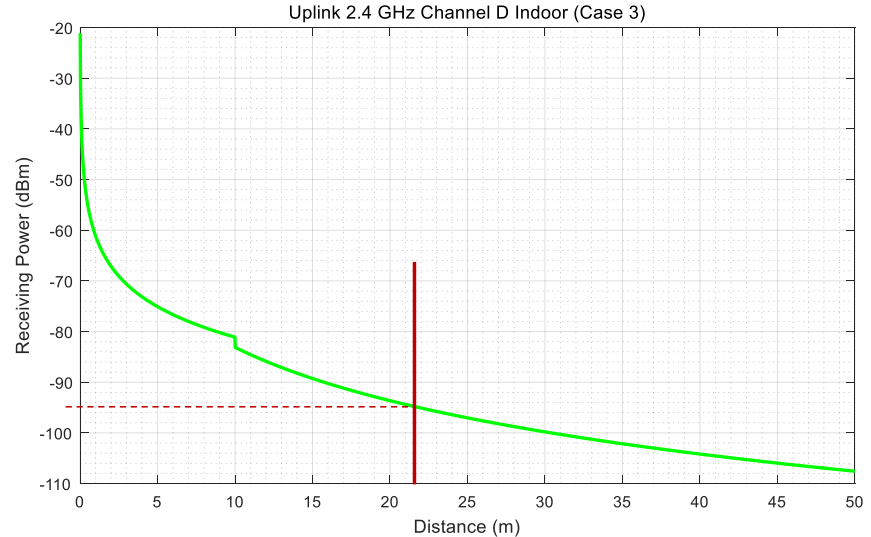 Uplink 2.4 GHz Channel D Indoor (Case 3)
Receiving Power (dBm)
-20
-30
-40
-50
-60
-70
-80
-90
-100
-110
0 5 10 15 20 25 30 35 40 45 50
Distance (m)